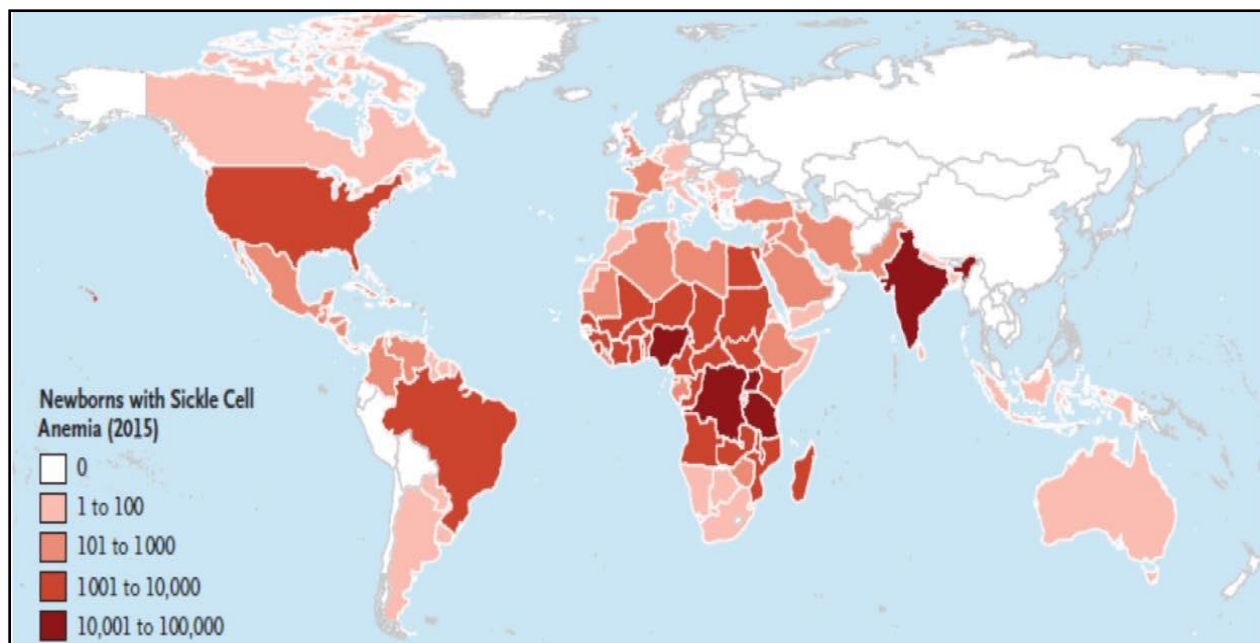 Newborns with Sickle Cell
Anemia (2015)
0
1 to 100
101 to 1000
1001 to 10,000
10,001 to 100,000